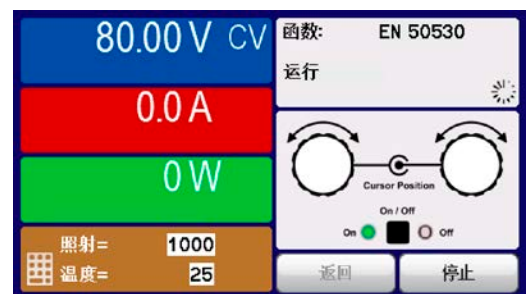 80.00 V CV
0.0 A
0 W
照射= 1000
温度= 25
函数: EN 50530
运行
Cursor Position
On / Off
On Off
返回 停止